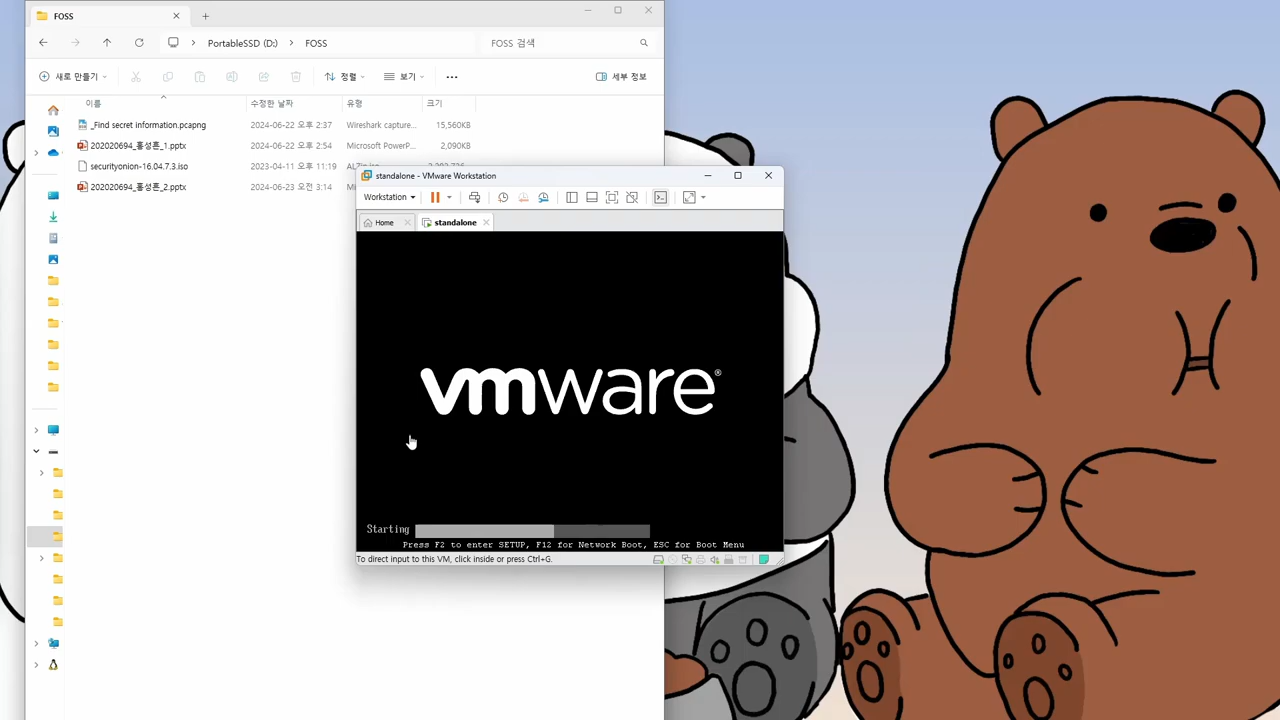 FOSS
PortableSSD (D:) FOSS
FOSS 검색
새로 만들기
정렬
보기
세부 정보
이름 수정한 날짜 유형 크기
_Find secret information.pcapng 2024-06-22 오후 2:37 Wireshark capture... 15,560KB
202020694_홍성훈_1.pptx 2024-06-22 오후 2:54 Microsoft PowerP... 2,090KB
securityonion-16.04.7.3.iso 2023-04-11 오후 11:19
202020694_홍성훈_2.pptx 2024-06-23 오전 3:14
standalone - VMware Workstation
Workstation
Home standalone
vmware®
Starting
Press F2 to enter SETUP, F12 for Network Boot, ESC for Boot Menu
To direct input to this VM, click inside or press Ctrl+G.